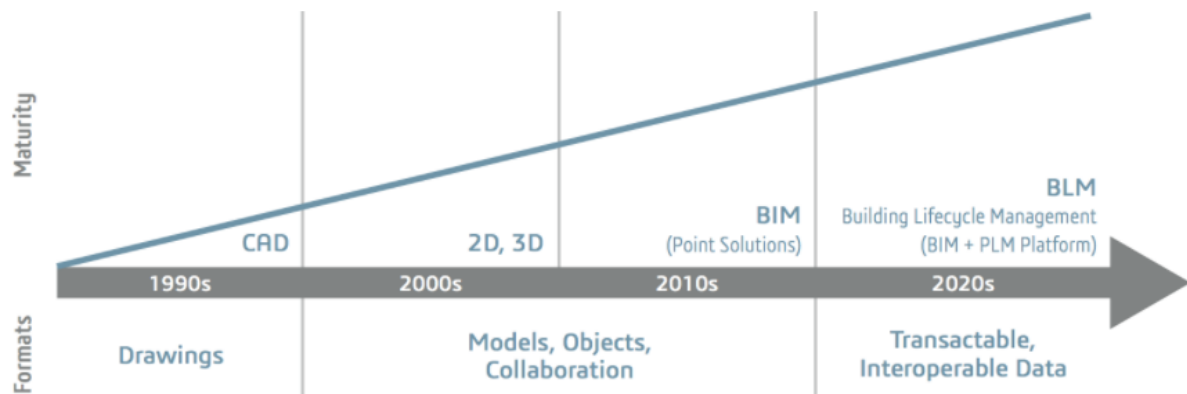 Maturity
BLM
BIM
Building Lifecycle Management
CAD
2D, 3D
(Point Solutions)
(BIM + PLM Platform)
1990s
2000s
2010s
2020s
Formats
Drawings
Models, Objects,
Collaboration
Transactable,
Interoperable Data